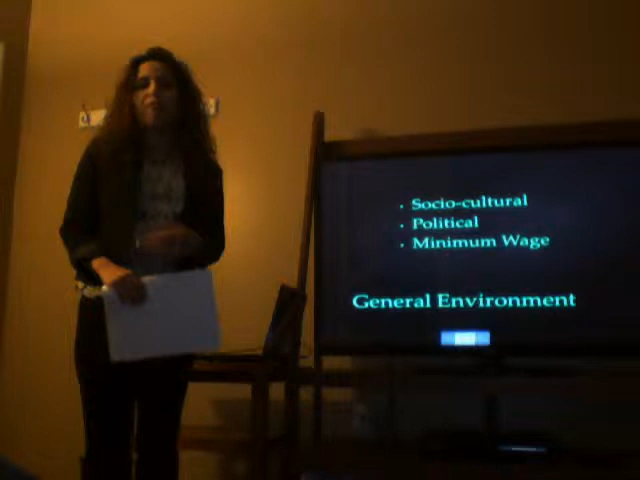 · Socio-cultural
· Political
· Minimum Wage
General Environment